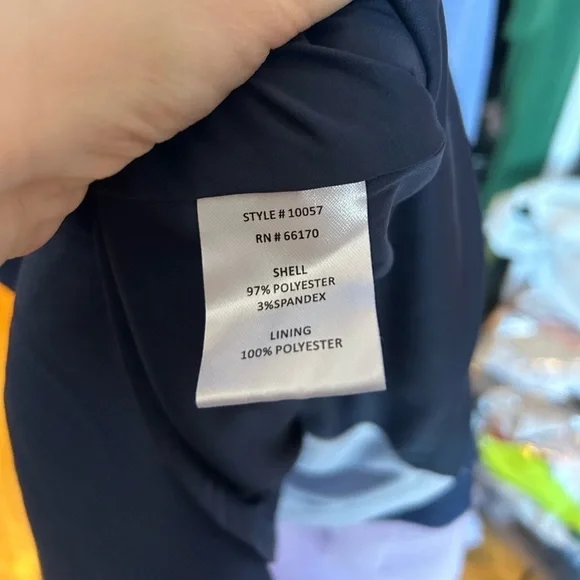 STYLE # 10057
RN # 66170
SHELL
97% POLYESTER
3%SPANDEX
LINING
100% POLYESTER